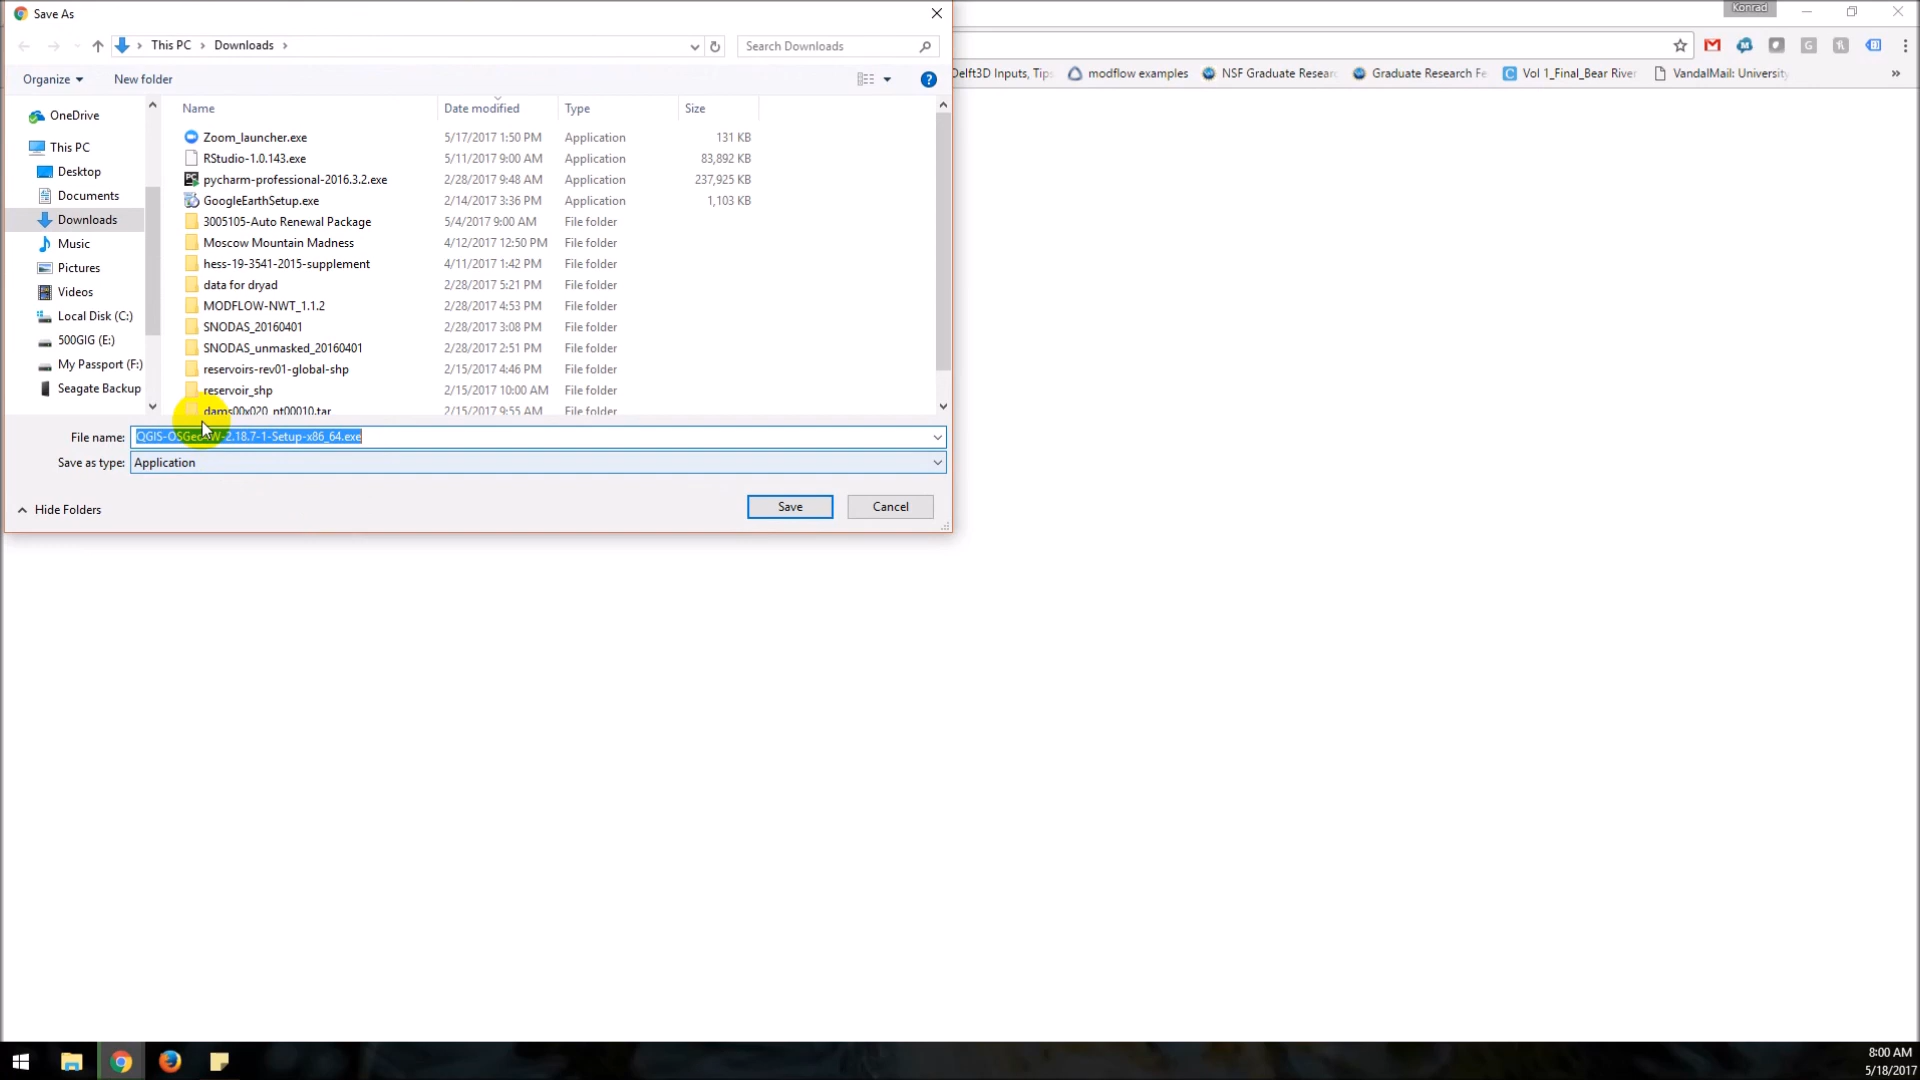 Save As
Konrad
This PC > Downloads >
Search Downloads
Organize
New folder
Delft3D Inputs, Tips
modflow examples
NSF Graduate Resear
Graduate Research Fe
Vol 1_Final_Bear River
VandalMail: University
»
Name Date modified Type Size
OneDrive
This PC
Desktop
Documents
Downloads
Music
Pictures
Videos
Local Disk (C:)
500GIG (E:)
My Passport (F:)
Seagate Backup
Zoom_launcher.exe 5/17/2017 1:50 PM Application 131 KB
RStudio-1.0.143.exe 5/11/2017 9:00 AM Application 83,892 KB
pycharm-professional-2016.3.2.exe 2/28/2017 9:48 AM Application 237,925 KB
GoogleEarthSetup.exe 2/14/2017 3:36 PM Application 1,103 KB
3005105-Auto Renewal Package 5/4/2017 9:00 AM File folder
Moscow Mountain Madness 4/12/2017 12:50 PM File folder
hess-19-3541-2015-supplement 4/11/2017 1:42 PM File folder
data for dryad 2/28/2017 5:21 PM File folder
MODFLOW-NWT_1.1.2 2/28/2017 4:53 PM File folder
SNODAS_20160401 2/28/2017 3:08 PM File folder
SNODAS_unmasked_20160401 2/28/2017 2:51 PM File folder
reservoirs-rev01-global-shp 2/15/2017 4:46 PM File folder
reservoir_shp 2/15/2017 10:00 AM File folder
dams00x020_nt00010.tar 2/15/2017 9:55 AM File folder
File name: QGIS-OSGeo4W-2.18.7-1-Setup-x86_64.exe
Save as type: Application
Hide Folders
Save
Cancel
8:00 AM
5/18/2017